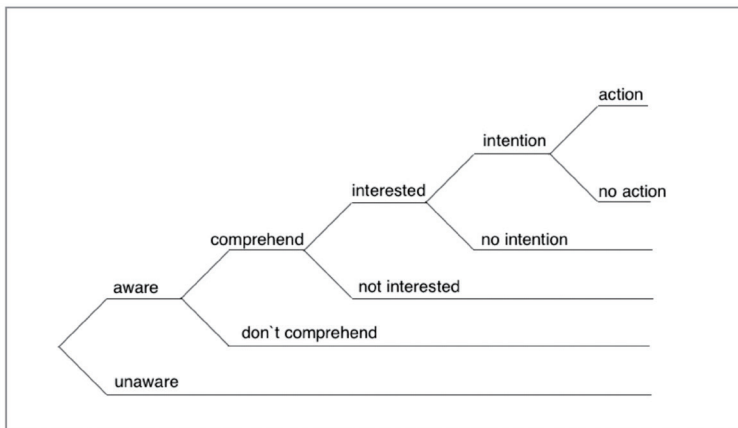 action
intention
interested
no action
comprehend
no intention
aware
not interested
don`t comprehend
unaware